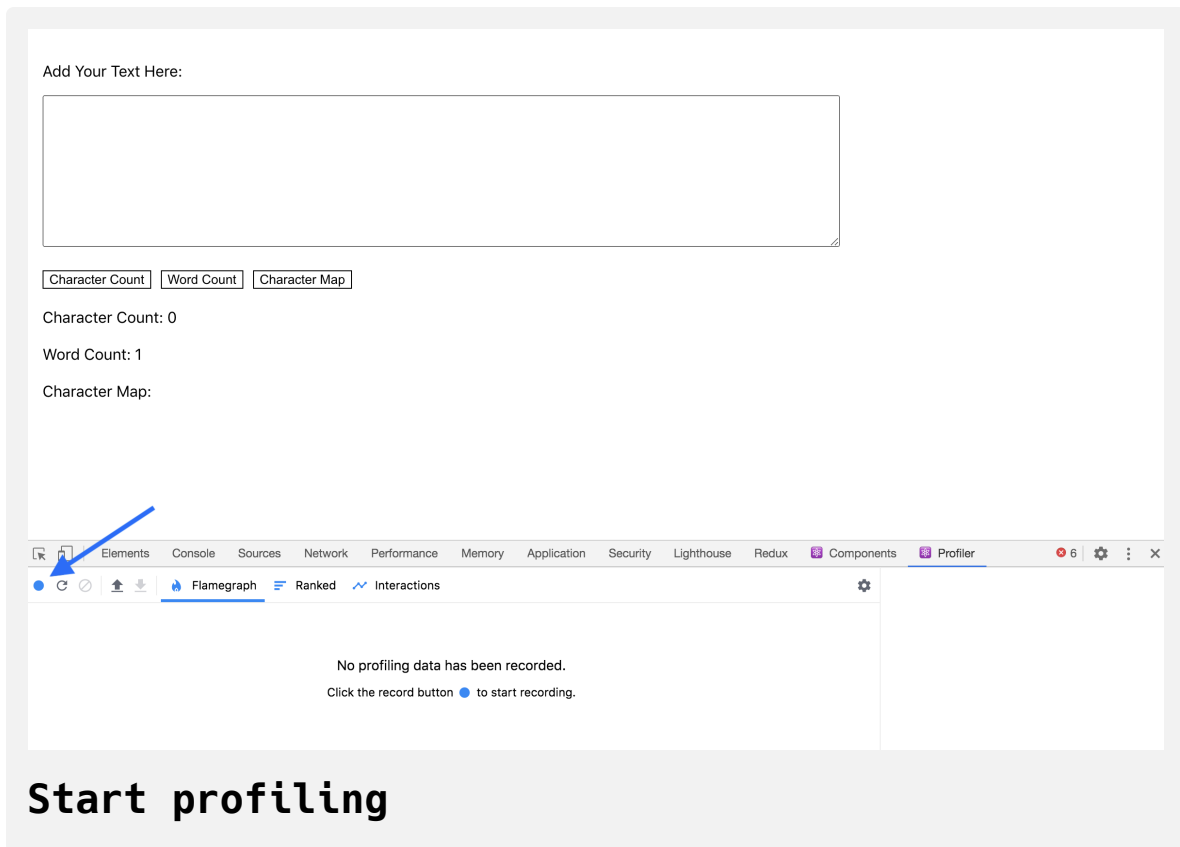 Add Your Text Here:
Character Count Word Count Character Map
Character Count: 0
Word Count: 1
Character Map:
Elements Console Sources Network Performance Memory Application Security Lighthouse Redux Components Profiler 6
Flamegraph Ranked Interactions
No profiling data has been recorded.
Click the record button to start recording.
Start profiling